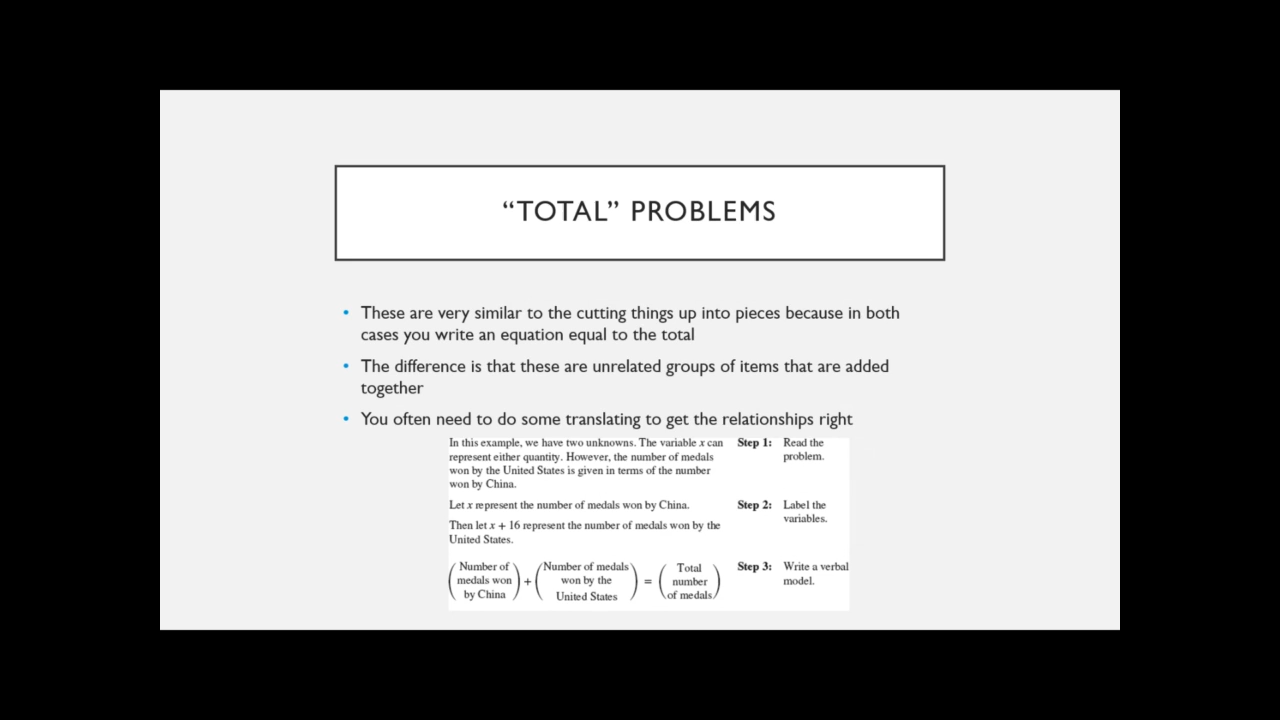 “TOTAL” PROBLEMS
• These are very similar to the cutting things up into pieces because in both
cases you write an equation equal to the total
• The difference is that these are unrelated groups of items that are added
together
• You often need to do some translating to get the relationships right
In this example, we have two unknowns. The variable x can
represent either quantity. However, the number of medals
won by the United States is given in terms of the number
won by China.
Step 1: Read the
problem.
Let x represent the number of medals won by China.
Then let x + 16 represent the number of medals won by the
United States.
Step 2: Label the
variables.
(Number of medals won by China) + (Number of medals won by the United States) = (Total number of medals)
Step 3: Write a verbal
model.